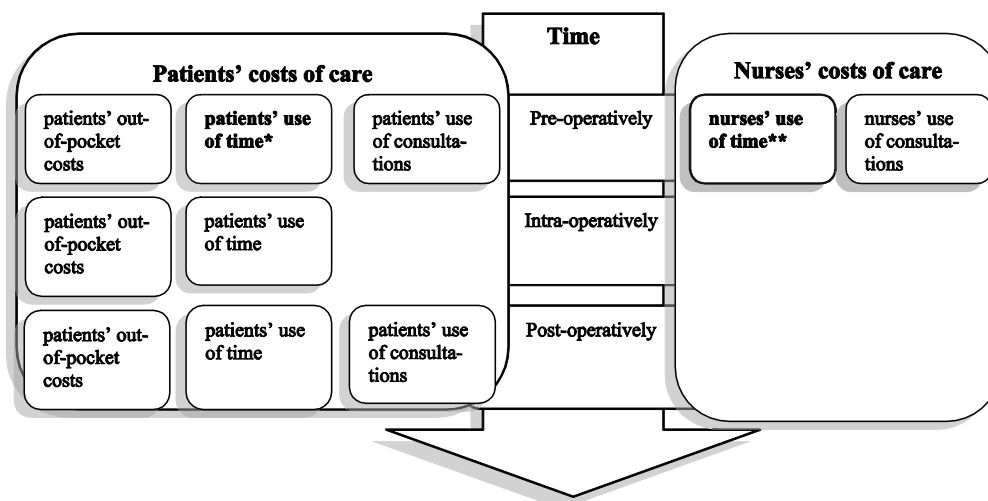 Time
Patients’ costs of care
Nurses’ costs of care
patients’ out-
of-pocket
costs
patients’ use
of time*
patients’ use
of consulta-
tions
Pre-operatively
nurses’ use
of time**
nurses’ use
of consulta-
tions
patients’ out-
of-pocket
costs
patients’ use
of time
Intra-operatively
patients’ out-
of-pocket
costs
patients’ use
of time
patients’ use
of consulta-
tions
Post-operatively